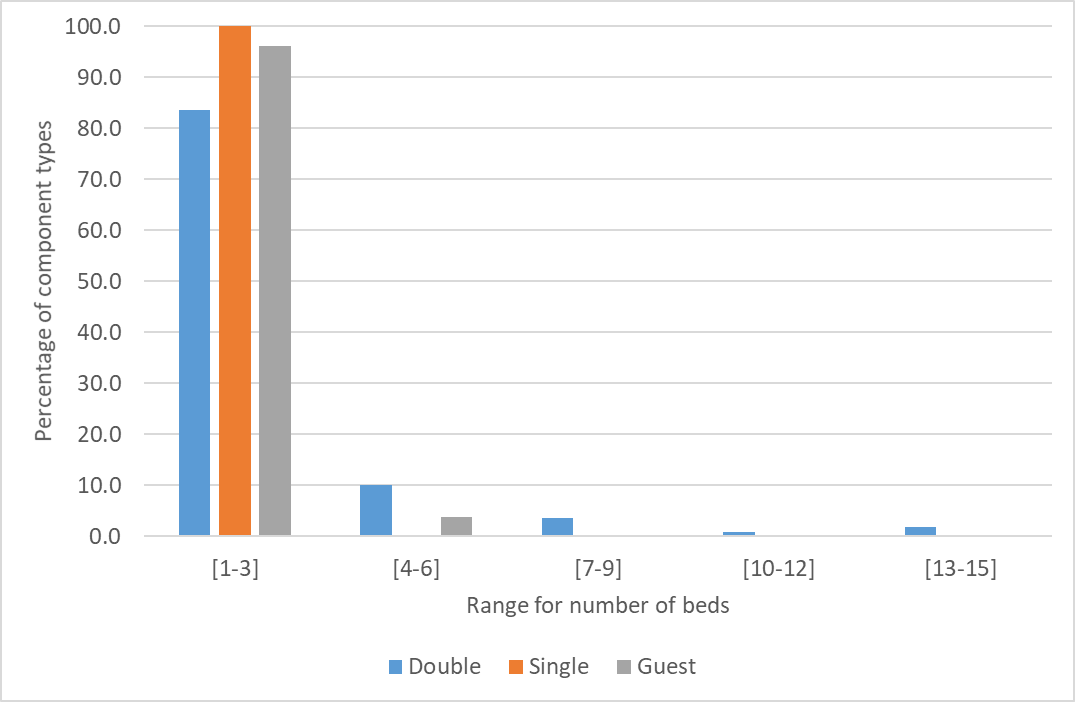 Percentage of component types
100.0
90.0
80.0
70.0
60.0
50.0
40.0
30.0
20.0
10.0
0.0
[1-3] [4-6] [7-9] [10-12] [13-15]
Range for number of beds
Double Single Guest